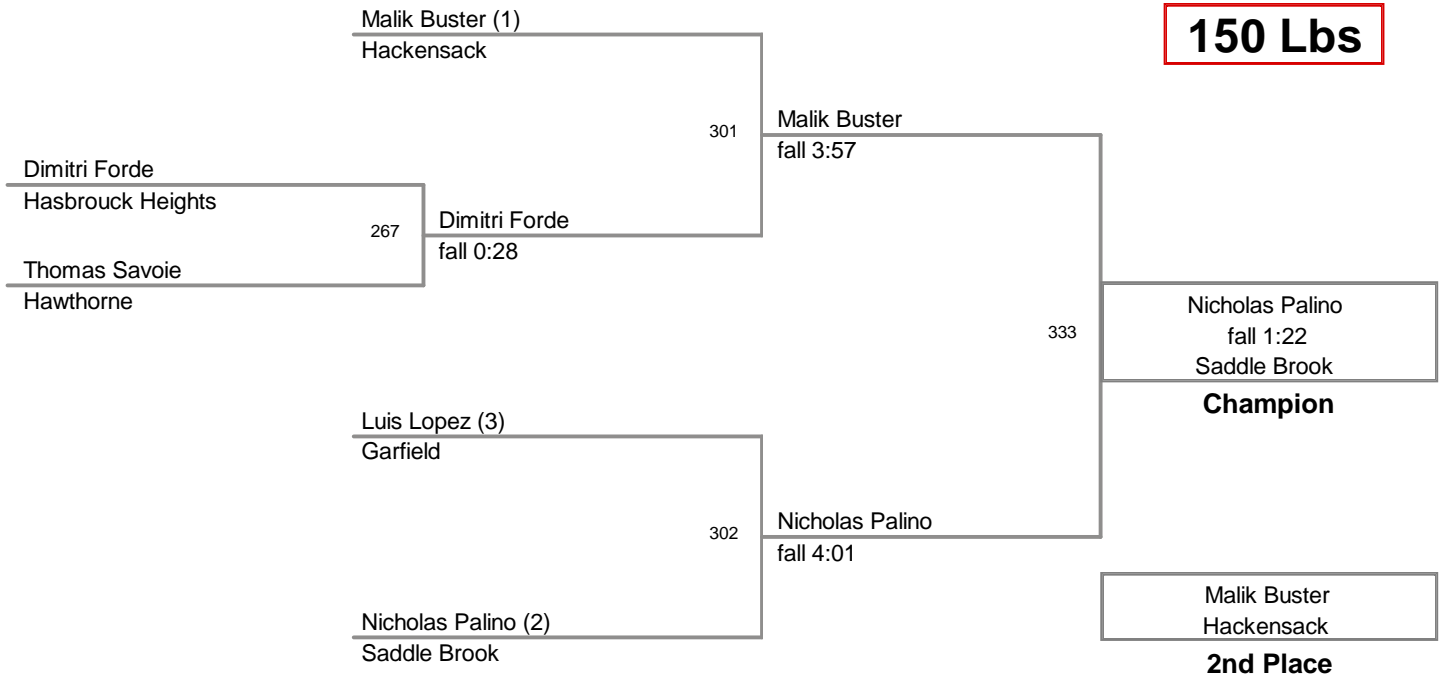 Malik Buster (1)
Hackensack
150 Lbs
301
Malik Buster
fall 3:57
Dimitri Forde
Hasbrouck Heights
267
Dimitri Forde
fall 0:28
Thomas Savoie
Hawthorne
333
Nicholas Palino
fall 1:22
Saddle Brook
Champion
Luis Lopez (3)
Garfield
302
Nicholas Palino
fall 4:01
Nicholas Palino (2)
Saddle Brook
Malik Buster
Hackensack
2nd Place